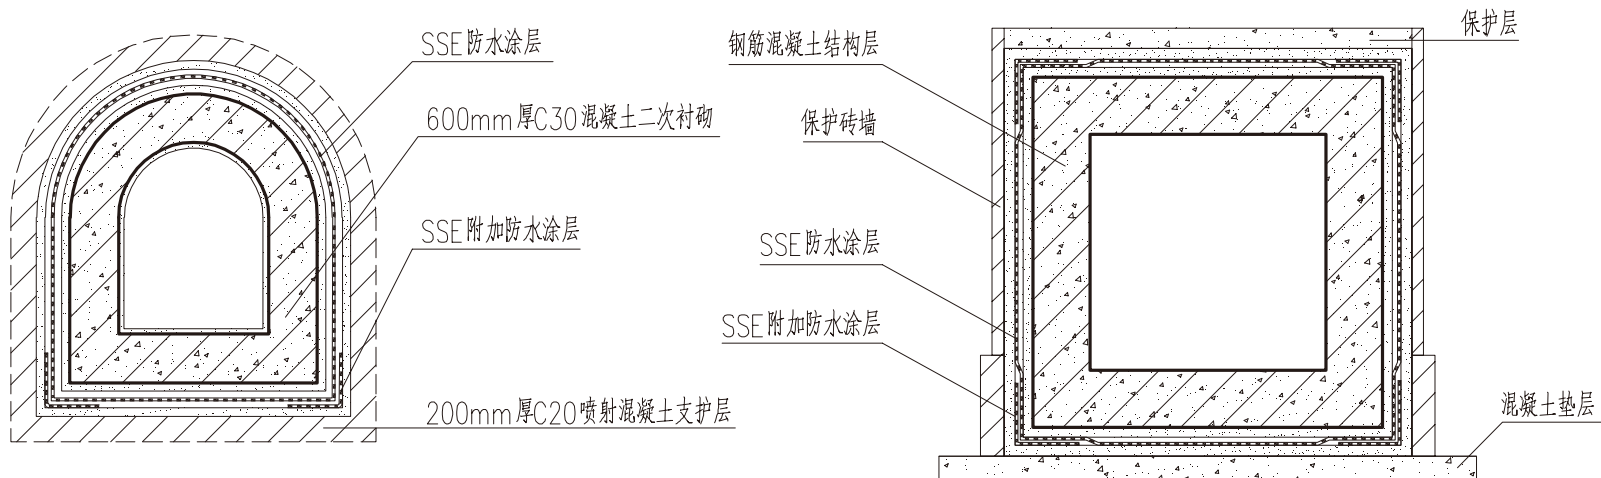 SSE防水涂层
600mm厚C30混凝土二次衬砌
SSE附加防水涂层
200mm厚C20喷射混凝土支护层
保护层
钢筋混凝土结构层
保护砖墙
SSE防水涂层
SSE附加防水涂层
混凝土垫层